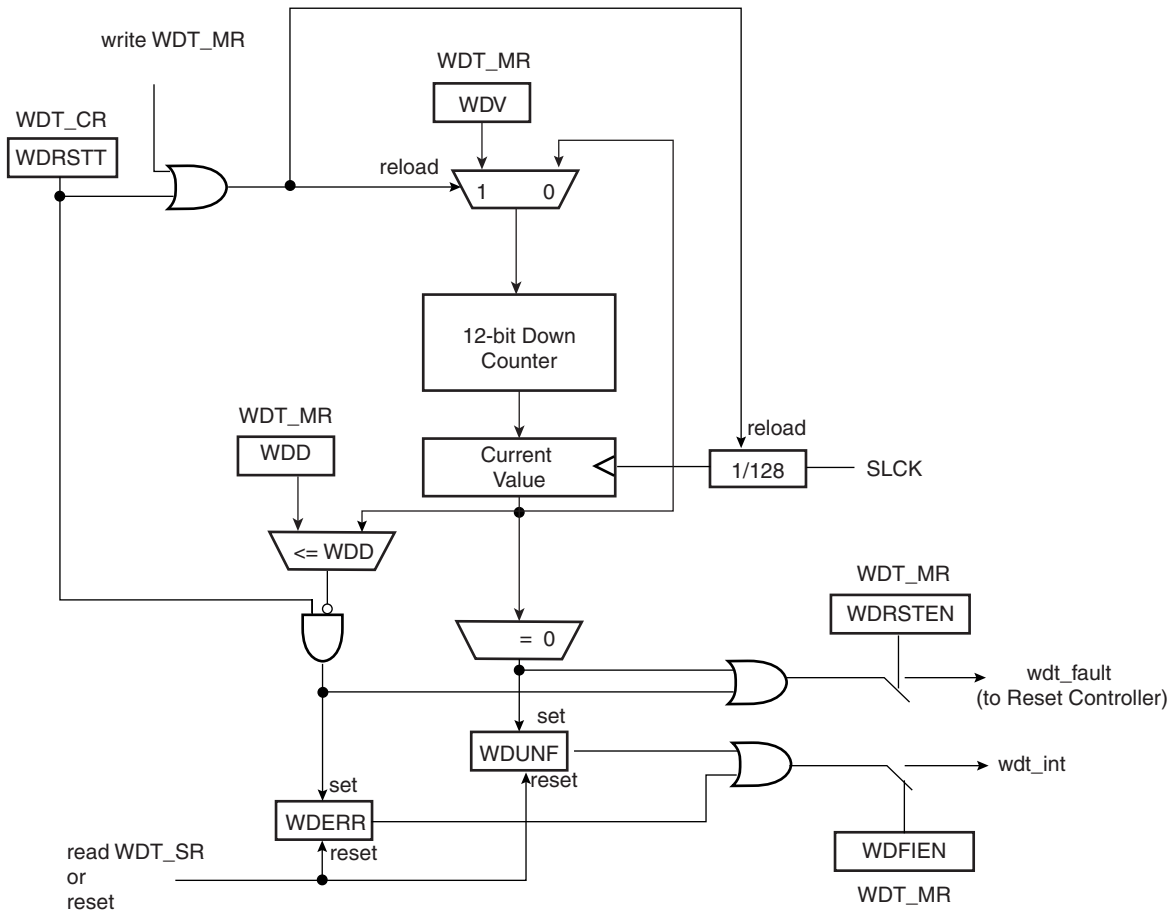 write WDT_MR
WDT_MR
WDV
WDT_CR
WDRSTT
reload
1 0
12-bit Down
Counter
WDT_MR
WDD
Current
Value
reload
1/128
SLCK
<= WDD
= 0
WDT_MR
WDRSTEN
wdt_fault
(to Reset Controller)
set
WDUNF
reset
wdt_int
set
WDERR
reset
WDFIEN
WDT_MR
read WDT_SR
or
reset